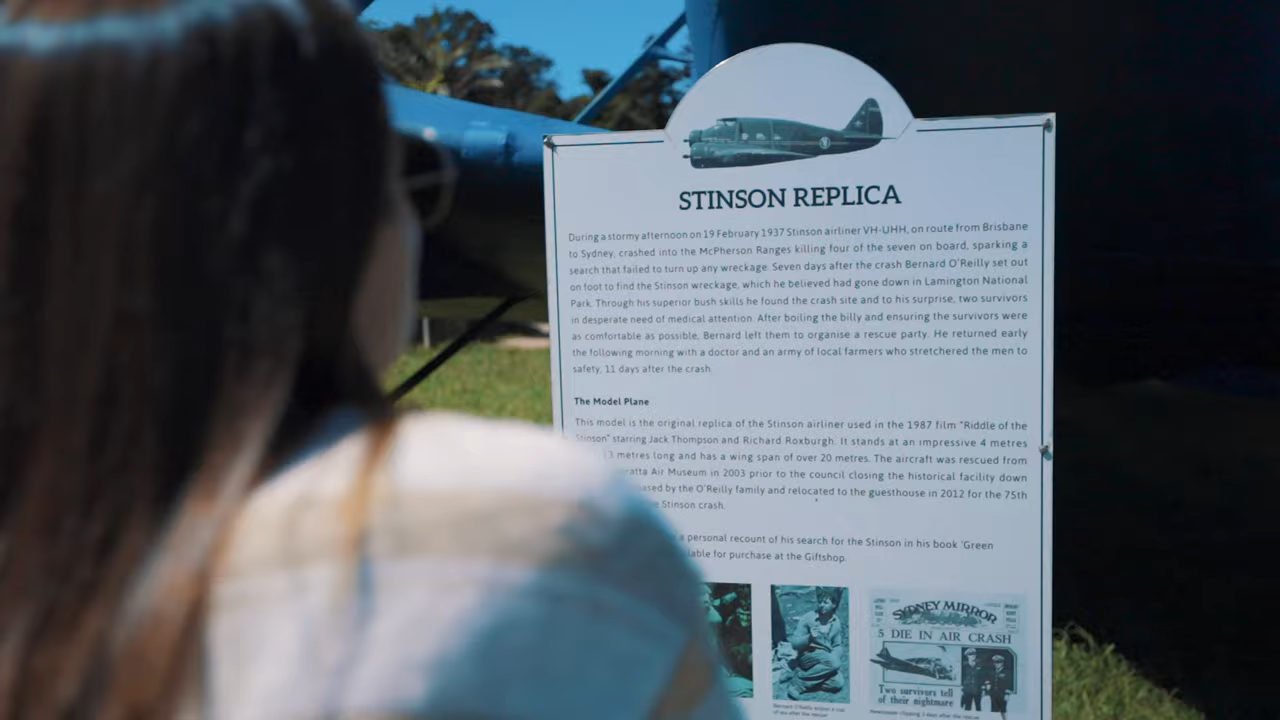 STINSON REPLICA
During a stormy afternoon on 19 February 1937 Stinson airliner VH-UHH, on route from Brisbane
to Sydney, crashed into the McPherson Ranges killing four of the seven on board, sparking a
search that failed to turn up any wreckage. Seven days after the crash Bernard O'Reilly set out
on foot to find the Stinson wreckage, which he believed had gone down in Lamington National
Park. Through his superior bush skills he found the crash site and to his surprise, two survivors
in desperate need of medical attention. After boiling the billy and ensuring the survivors were
as comfortable as possible, Bernard left them to organise a rescue party. He returned early
the following morning with a doctor and an army of local farmers who stretchered the men to
safety, 11 days after the crash.
The Model Plane
This model is the original replica of the Stinson airliner used in the 1987 film "Riddle of the
Stinson" starring Jack Thompson and Richard Roxburgh. It stands at an impressive 4 metres
3 metres long and has a wing span of over 20 metres. The aircraft was rescued from
atta Air Museum in 2003 prior to the council closing the historical facility down
ased by the O'Reilly family and relocated to the guesthouse in 2012 for the 75th
Stinson crash.
a personal recount of his search for the Stinson in his book 'Green
lable for purchase at the Giftshop.
SYDNEY MIRROR
5 DIE IN AIR CRASH
Two survivors tell
of their nightmare